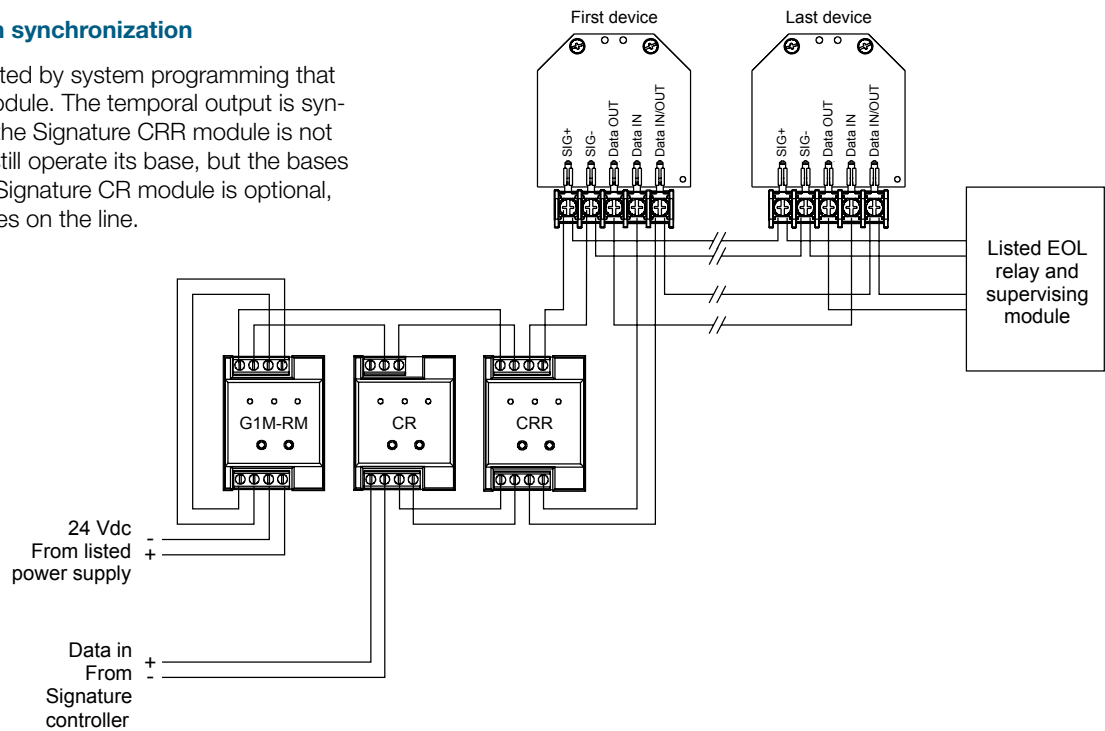 n synchronization
ted by system programming that
odule. The temporal output is syn-
the Signature CRR module is not
still operate its base, but the bases
Signature CR module is optional,
es on the line.
First device
Last device
SIG+
SIG-
Data OUT
Data IN
Data IN/OUT
SIG+
SIG-
Data OUT
Data IN
Data IN/OUT
Listed EOL
relay and
supervising
module
G1M-RM
CR
CRR
24 Vdc -
From listed +
power supply
Data in +
From -
Signature
controller